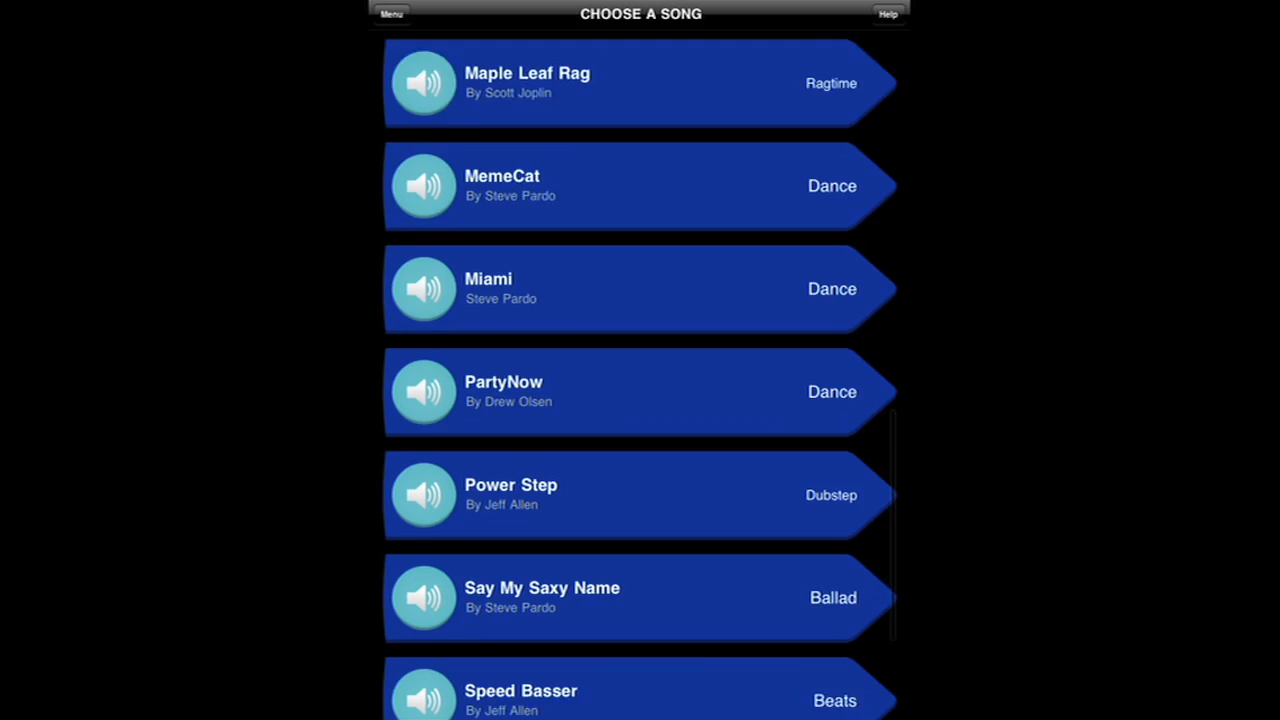 Menu
CHOOSE A SONG
Help
Maple Leaf Rag
By Scott Joplin
Ragtime
MemeCat
By Steve Pardo
Dance
Miami
Steve Pardo
Dance
PartyNow
By Drew Olsen
Dance
Power Step
By Jeff Allen
Dubstep
Say My Saxy Name
By Steve Pardo
Ballad
Speed Basser
By Jeff Allen
Beats